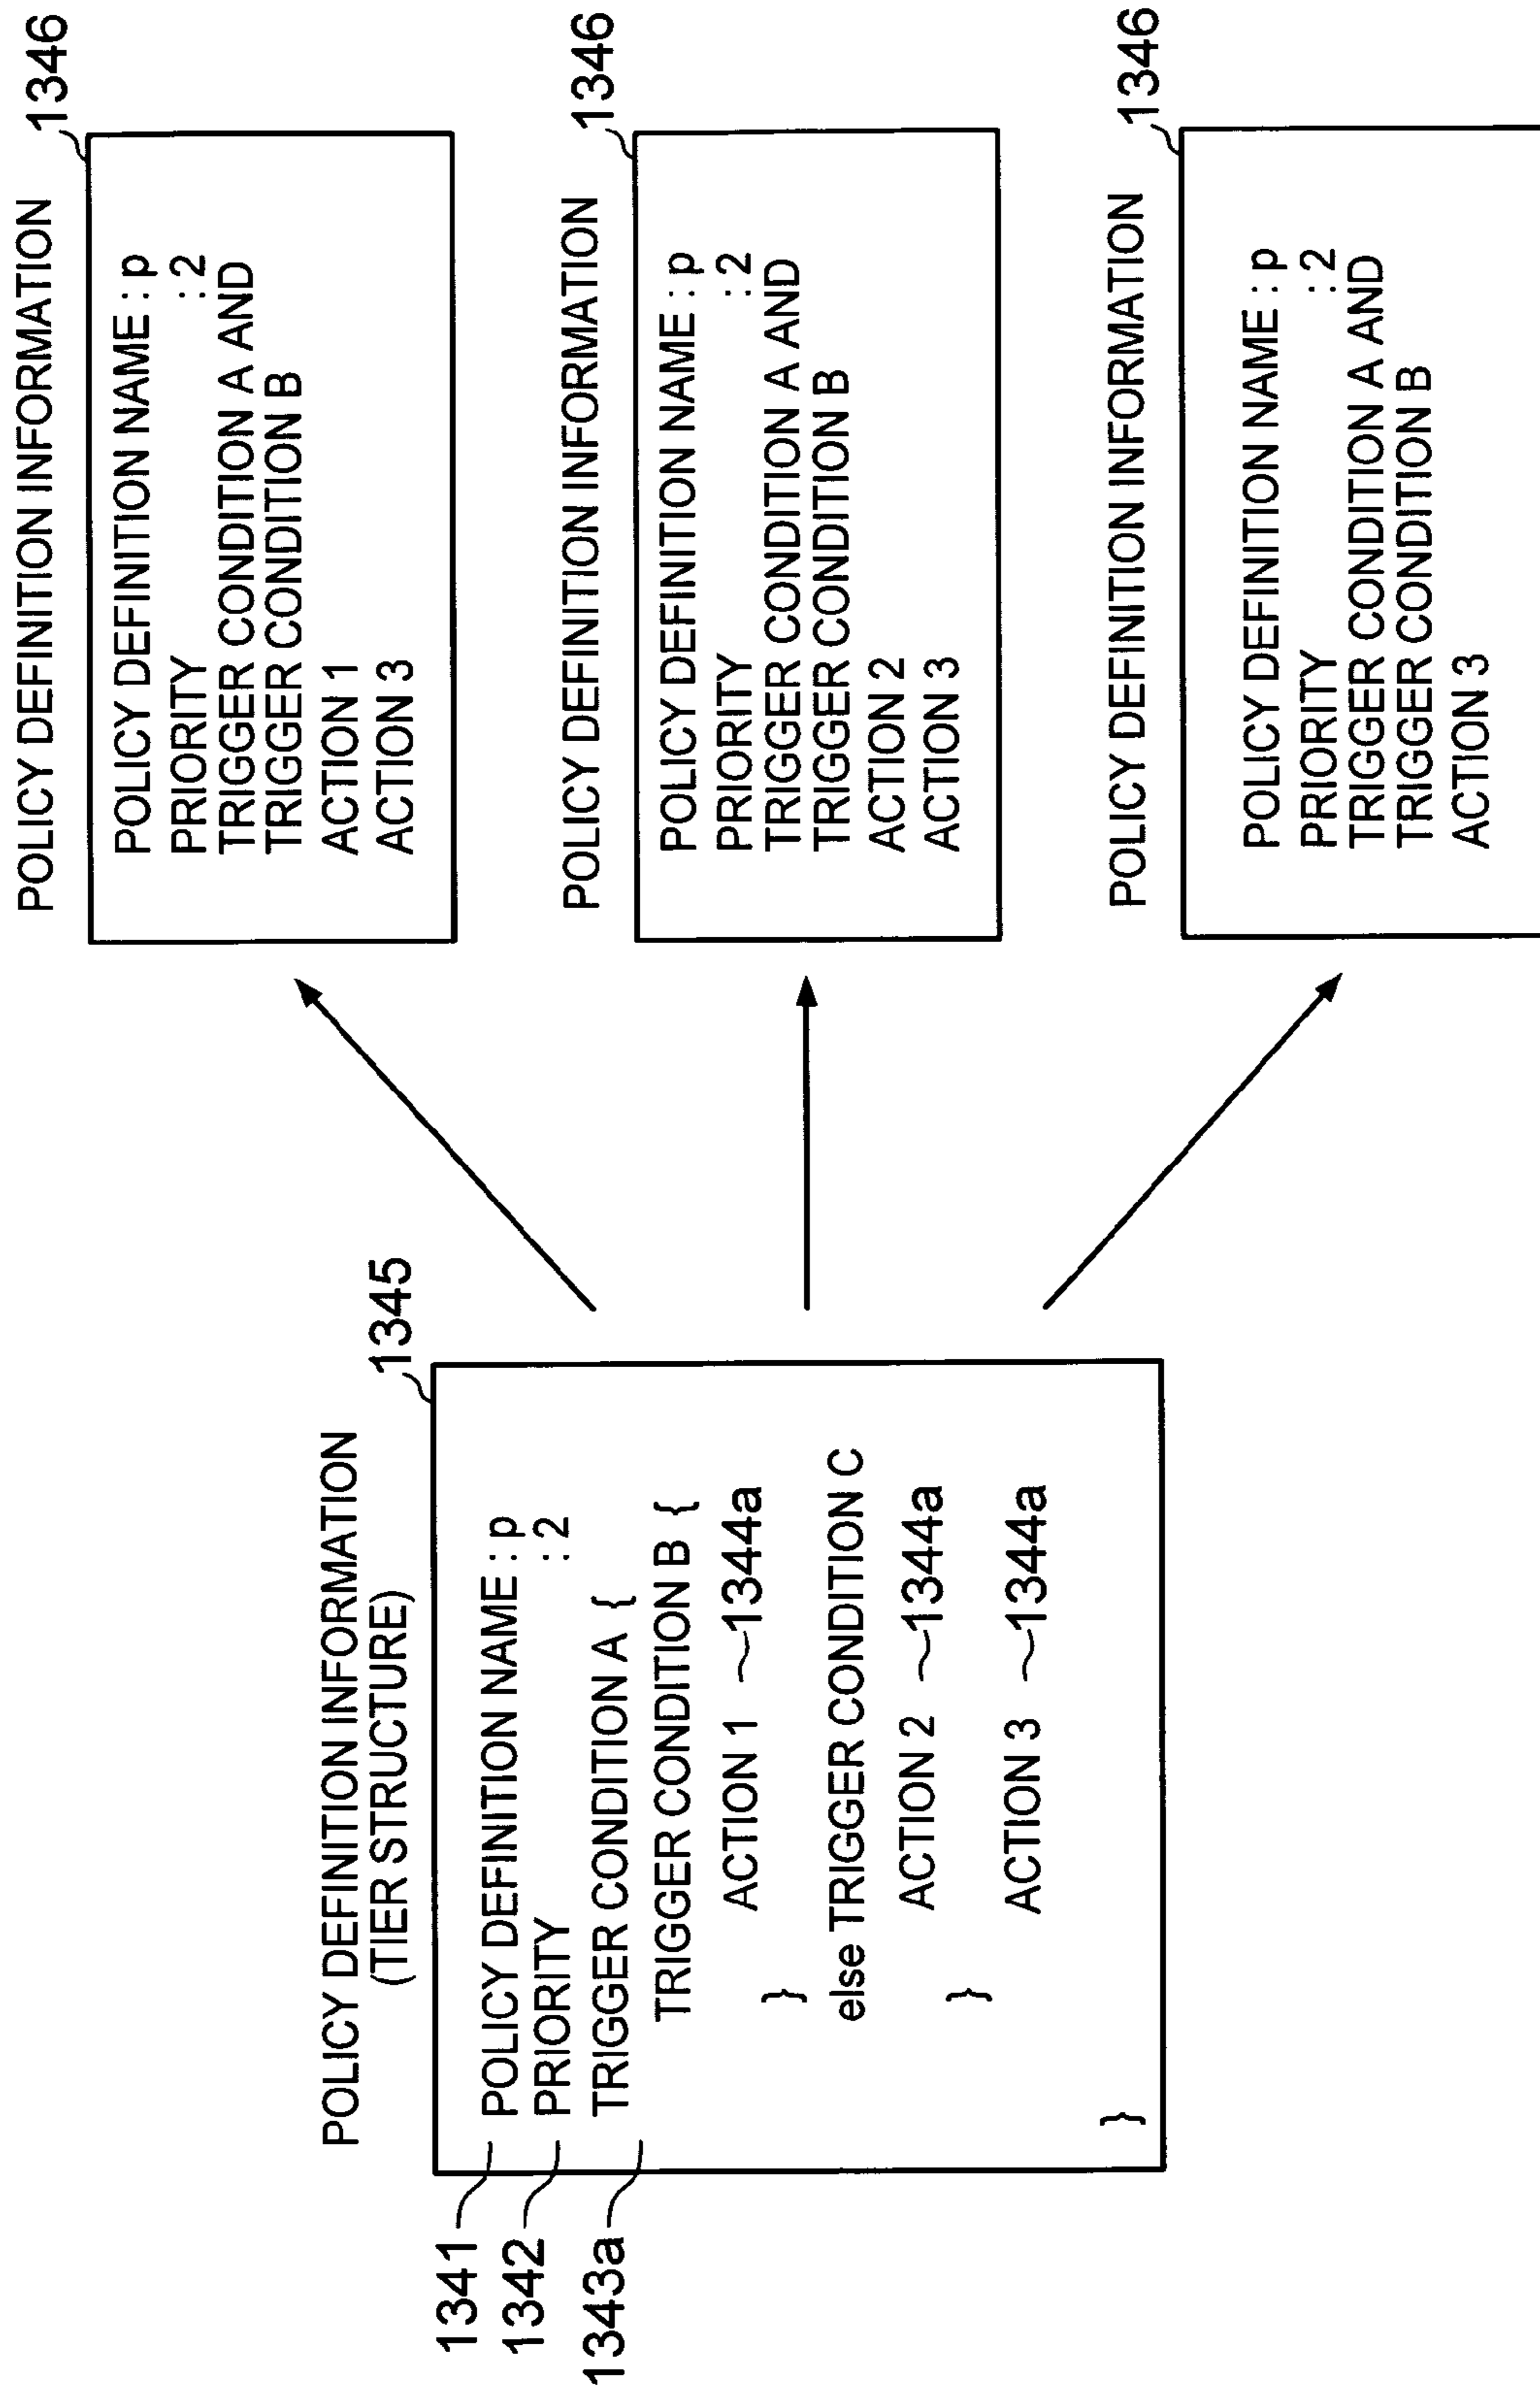 POLICY DEFINITION INFORMATION
(TIER STRUCTURE)
1345
1341
POLICY DEFINITION NAME : p
1342
PRIORITY : 2
1343a
TRIGGER CONDITION A {
TRIGGER CONDITION B {
ACTION 1 ~1344a
}
else TRIGGER CONDITION C
ACTION 2 ~1344a
}
ACTION 3 ~1344a
}
POLICY DEFINITION INFORMATION
1346
POLICY DEFINITION NAME : p
PRIORITY : 2
TRIGGER CONDITION A AND
TRIGGER CONDITION B
ACTION 1
ACTION 3
POLICY DEFINITION INFORMATION
1346
POLICY DEFINITION NAME : p
PRIORITY : 2
TRIGGER CONDITION A AND
TRIGGER CONDITION B
ACTION 2
ACTION 3
POLICY DEFINITION INFORMATION
1346
POLICY DEFINITION NAME : p
PRIORITY : 2
TRIGGER CONDITION A AND
TRIGGER CONDITION B
ACTION 3